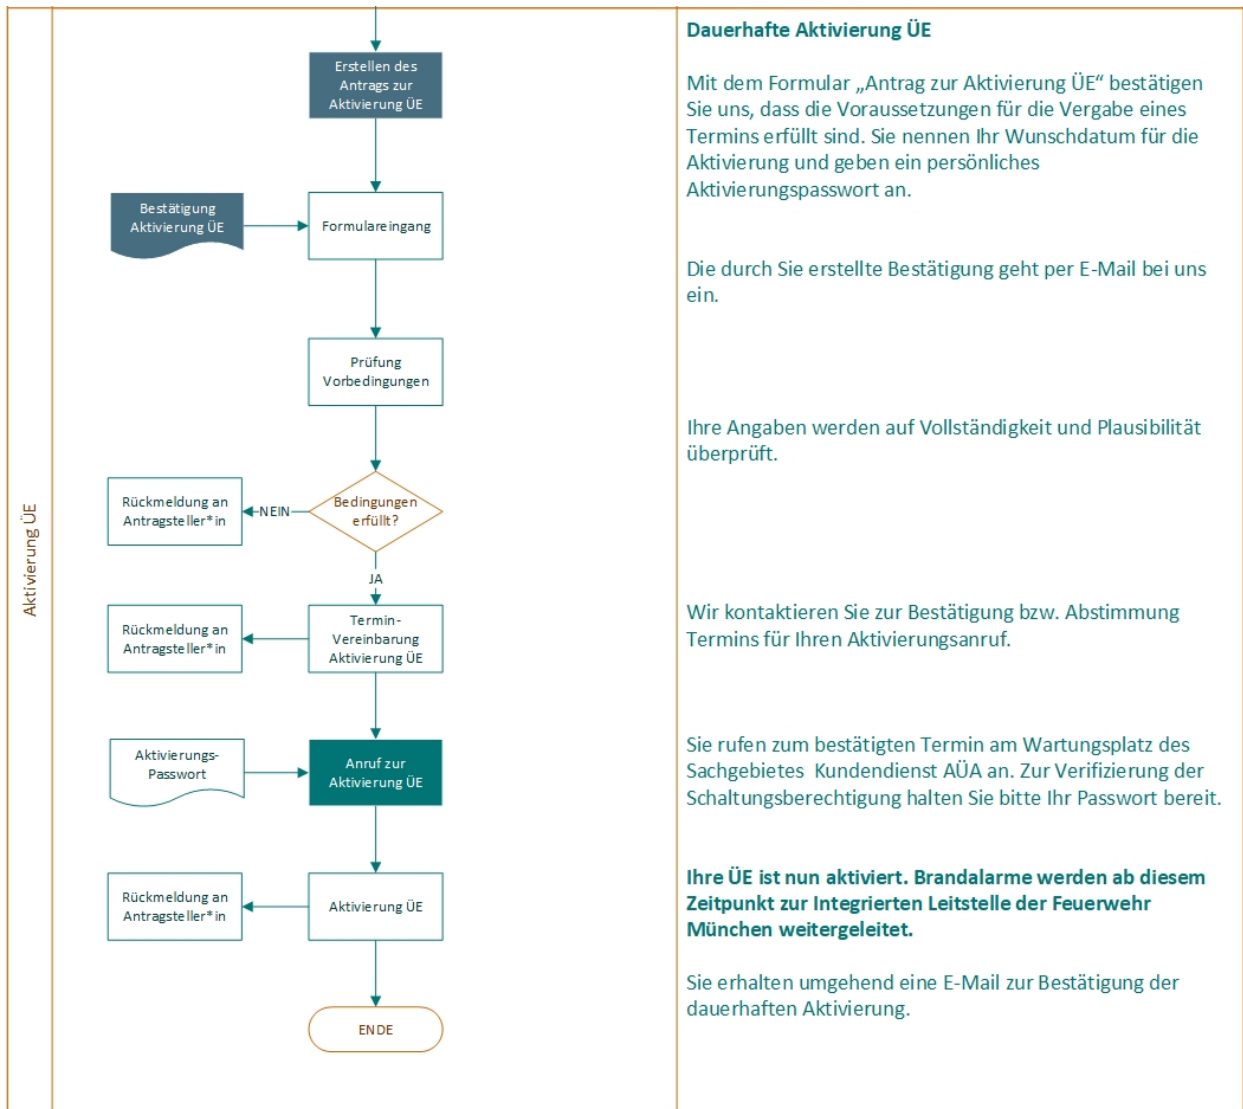 Aktivierung ÜE
Erstellen des
Antrags zur
Aktivierung ÜE
Bestätigung
Aktivierung ÜE
Formulareingang
Prüfung
Vorbedingungen
Bedingungen
erfüllt?
NEIN
Rückmeldung an
Antragsteller*in
JA
Termin-
Vereinbarung
Aktivierung ÜE
Rückmeldung an
Antragsteller*in
Aktivierungs-
Passwort
Anruf zur
Aktivierung ÜE
Rückmeldung an
Antragsteller*in
Aktivierung ÜE
ENDE
Dauerhafte Aktivierung ÜE
Mit dem Formular „Antrag zur Aktivierung ÜE“ bestätigen
Sie uns, dass die Voraussetzungen für die Vergabe eines
Termins erfüllt sind. Sie nennen Ihr Wunschdatum für die
Aktivierung und geben ein persönliches
Aktivierungspasswort an.
Die durch Sie erstellte Bestätigung geht per E-Mail bei uns
ein.
Ihre Angaben werden auf Vollständigkeit und Plausibilität
überprüft.
Wir kontaktieren Sie zur Bestätigung bzw. Abstimmung
Termins für Ihren Aktivierungsanruf.
Sie rufen zum bestätigten Termin am Wartungsplatz des
Sachgebietes Kundendienst AÜA an. Zur Verifizierung der
Schaltungsberechtigung halten Sie bitte Ihr Passwort bereit.
Ihre ÜE ist nun aktiviert. Brandalarme werden ab diesem
Zeitpunkt zur Integrierten Leitstelle der Feuerwehr
München weitergeleitet.
Sie erhalten umgehend eine E-Mail zur Bestätigung der
dauerhaften Aktivierung.